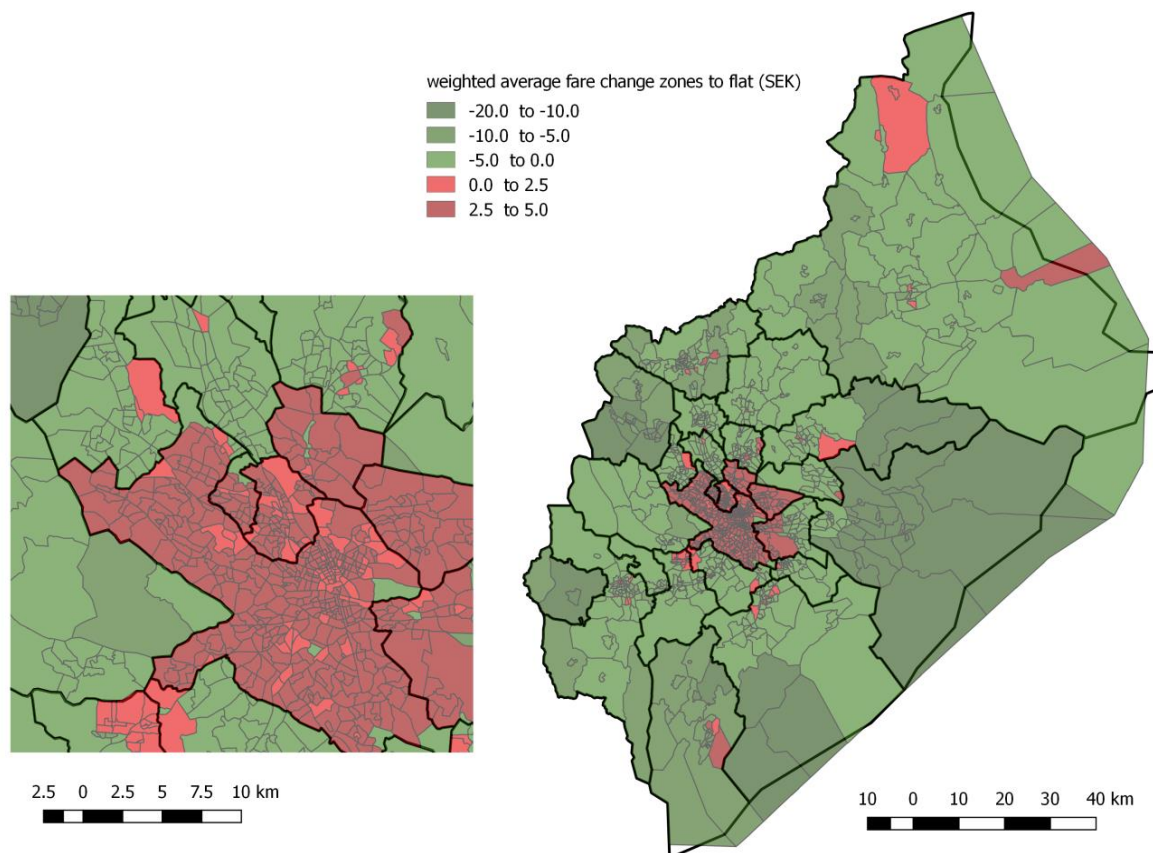 weighted average fare change zones to flat (SEK)
-20.0 to -10.0
-10.0 to -5.0
-5.0 to 0.0
0.0 to 2.5
2.5 to 5.0
2.5 0 2.5 5 7.5 10 km
10 0 10 20 30 40 km